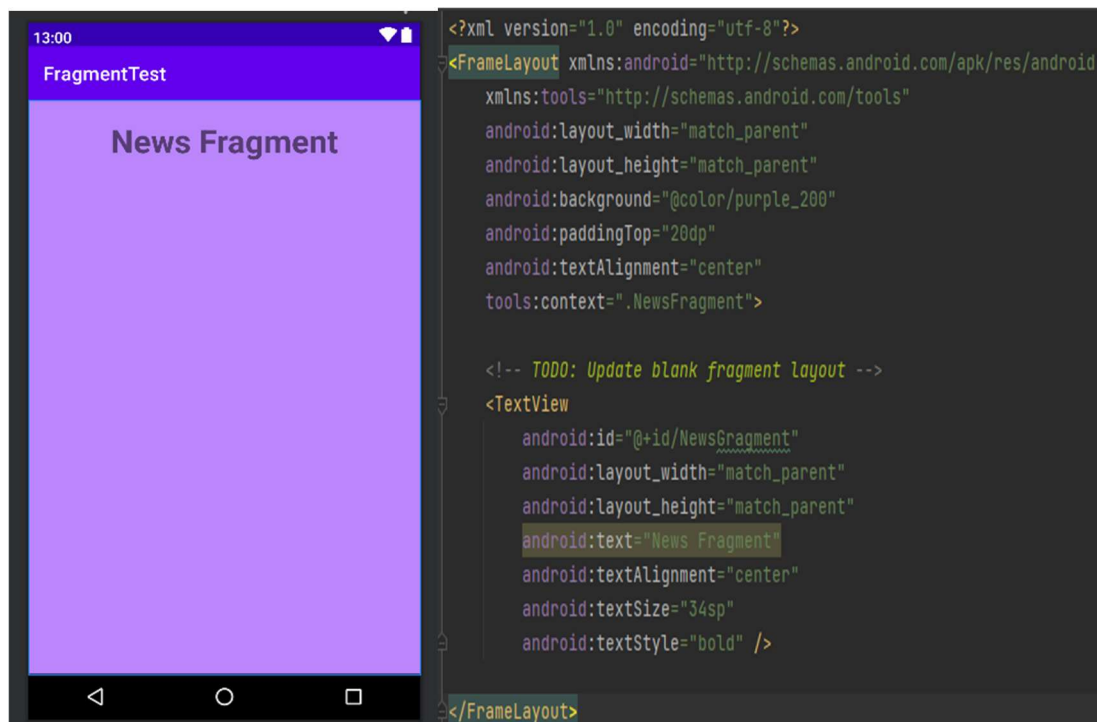 13:00
FragmentTest
News Fragment
<?xml version="1.0" encoding="utf-8"?>
<FrameLayout xmlns:android="http://schemas.android.com/apk/res/android
xmlns:tools="http://schemas.android.com/tools"
android:layout_width="match_parent"
android:layout_height="match_parent"
android:background="@color/purple_200"
android:paddingTop="20dp"
android:textAlignment="center"
tools:context=".NewsFragment">
<!-- TODO: Update blank fragment layout -->
<TextView
android:id="@+id/NewsGragment"
android:layout_width="match_parent"
android:layout_height="match_parent"
android:text="News Fragment"
android:textAlignment="center"
android:textSize="34sp"
android:textStyle="bold" />
</FrameLayout>